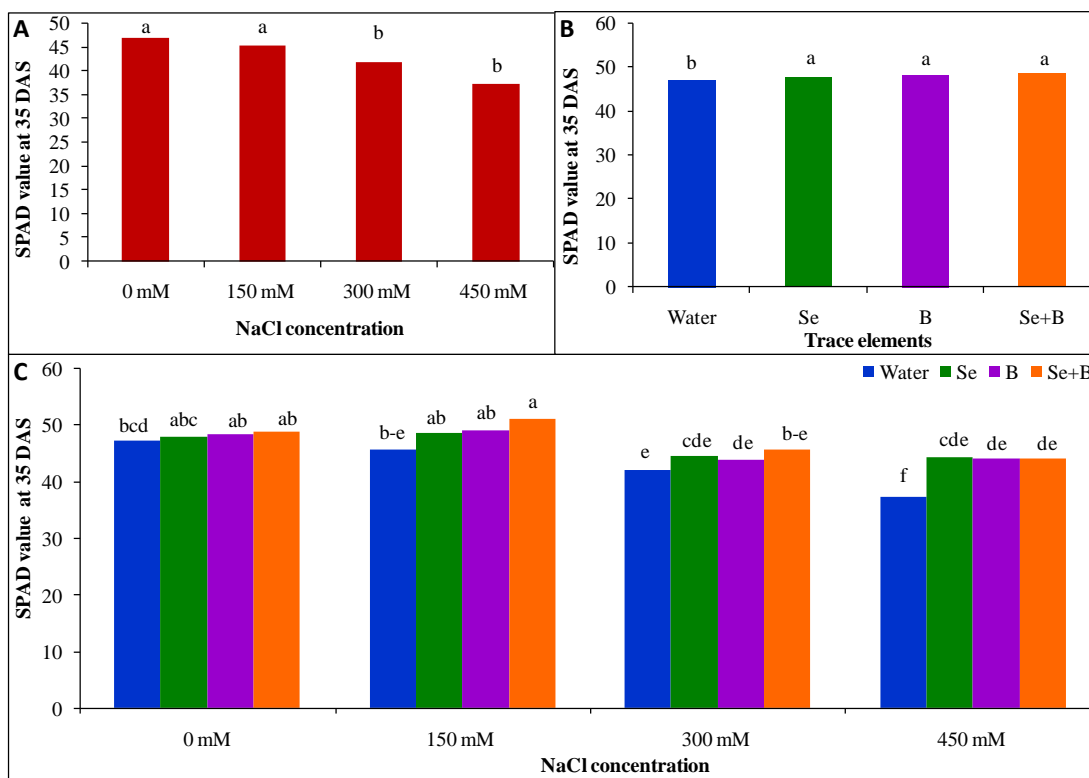 A
SPAD value at 35 DAS
50
45
40
35
30
25
20
15
10
5
0
a
a
b
b
0 mM
150 mM
300 mM
450 mM
NaCl concentration
B
SPAD value at 35 DAS
60
50
40
30
20
10
0
b
a
a
a
Water
Se
B
Se+B
Trace elements
C
SPAD value at 35 DAS
60
50
40
30
20
10
0
Water
Se
B
Se+B
bcd
abc
ab
ab
b-e
ab
ab
a
e
cde
de
b-e
f
cde
de
de
0 mM
150 mM
300 mM
450 mM
NaCl concentration